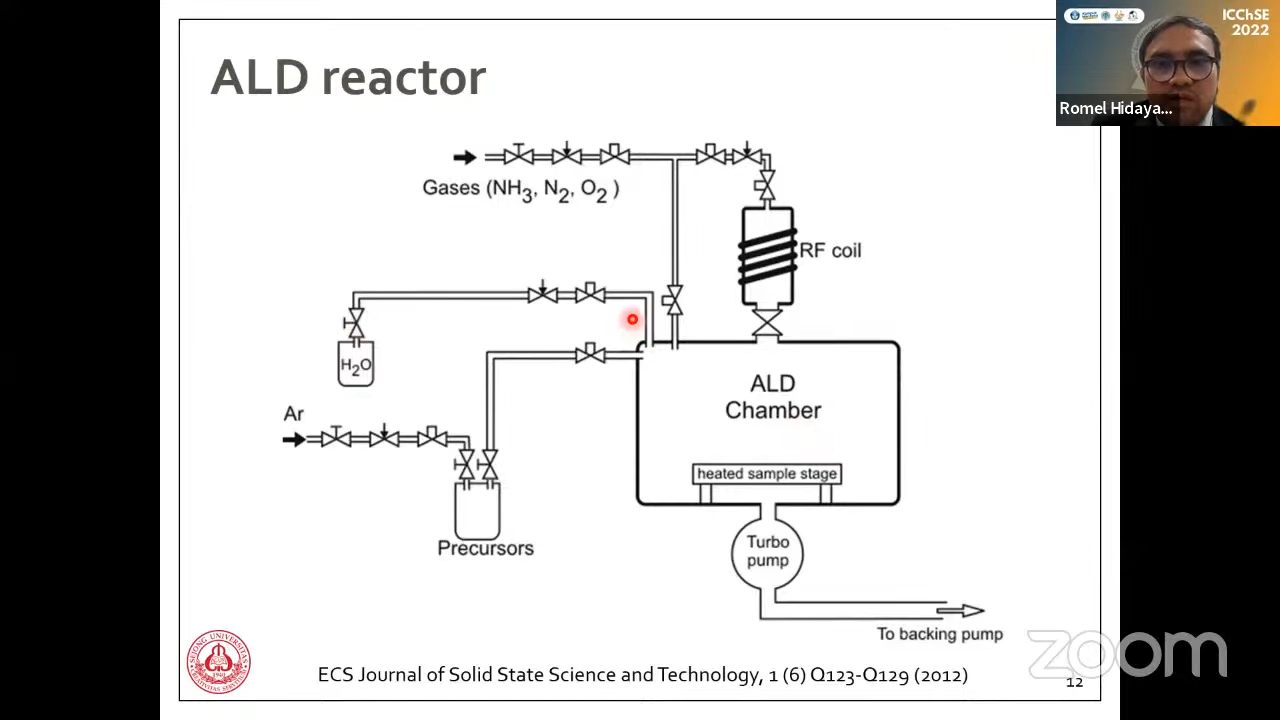 ALD reactor
ICChSE
2022
Romel Hidaya...
Gases (NH3, N2, O2 )
RF coil
H2O
ALD
Chamber
Ar
heated sample stage
Precursors
Turbo
pump
To backing pump
zoom
ECS Journal of Solid State Science and Technology, 1 (6) Q123-Q129 (2012)
12